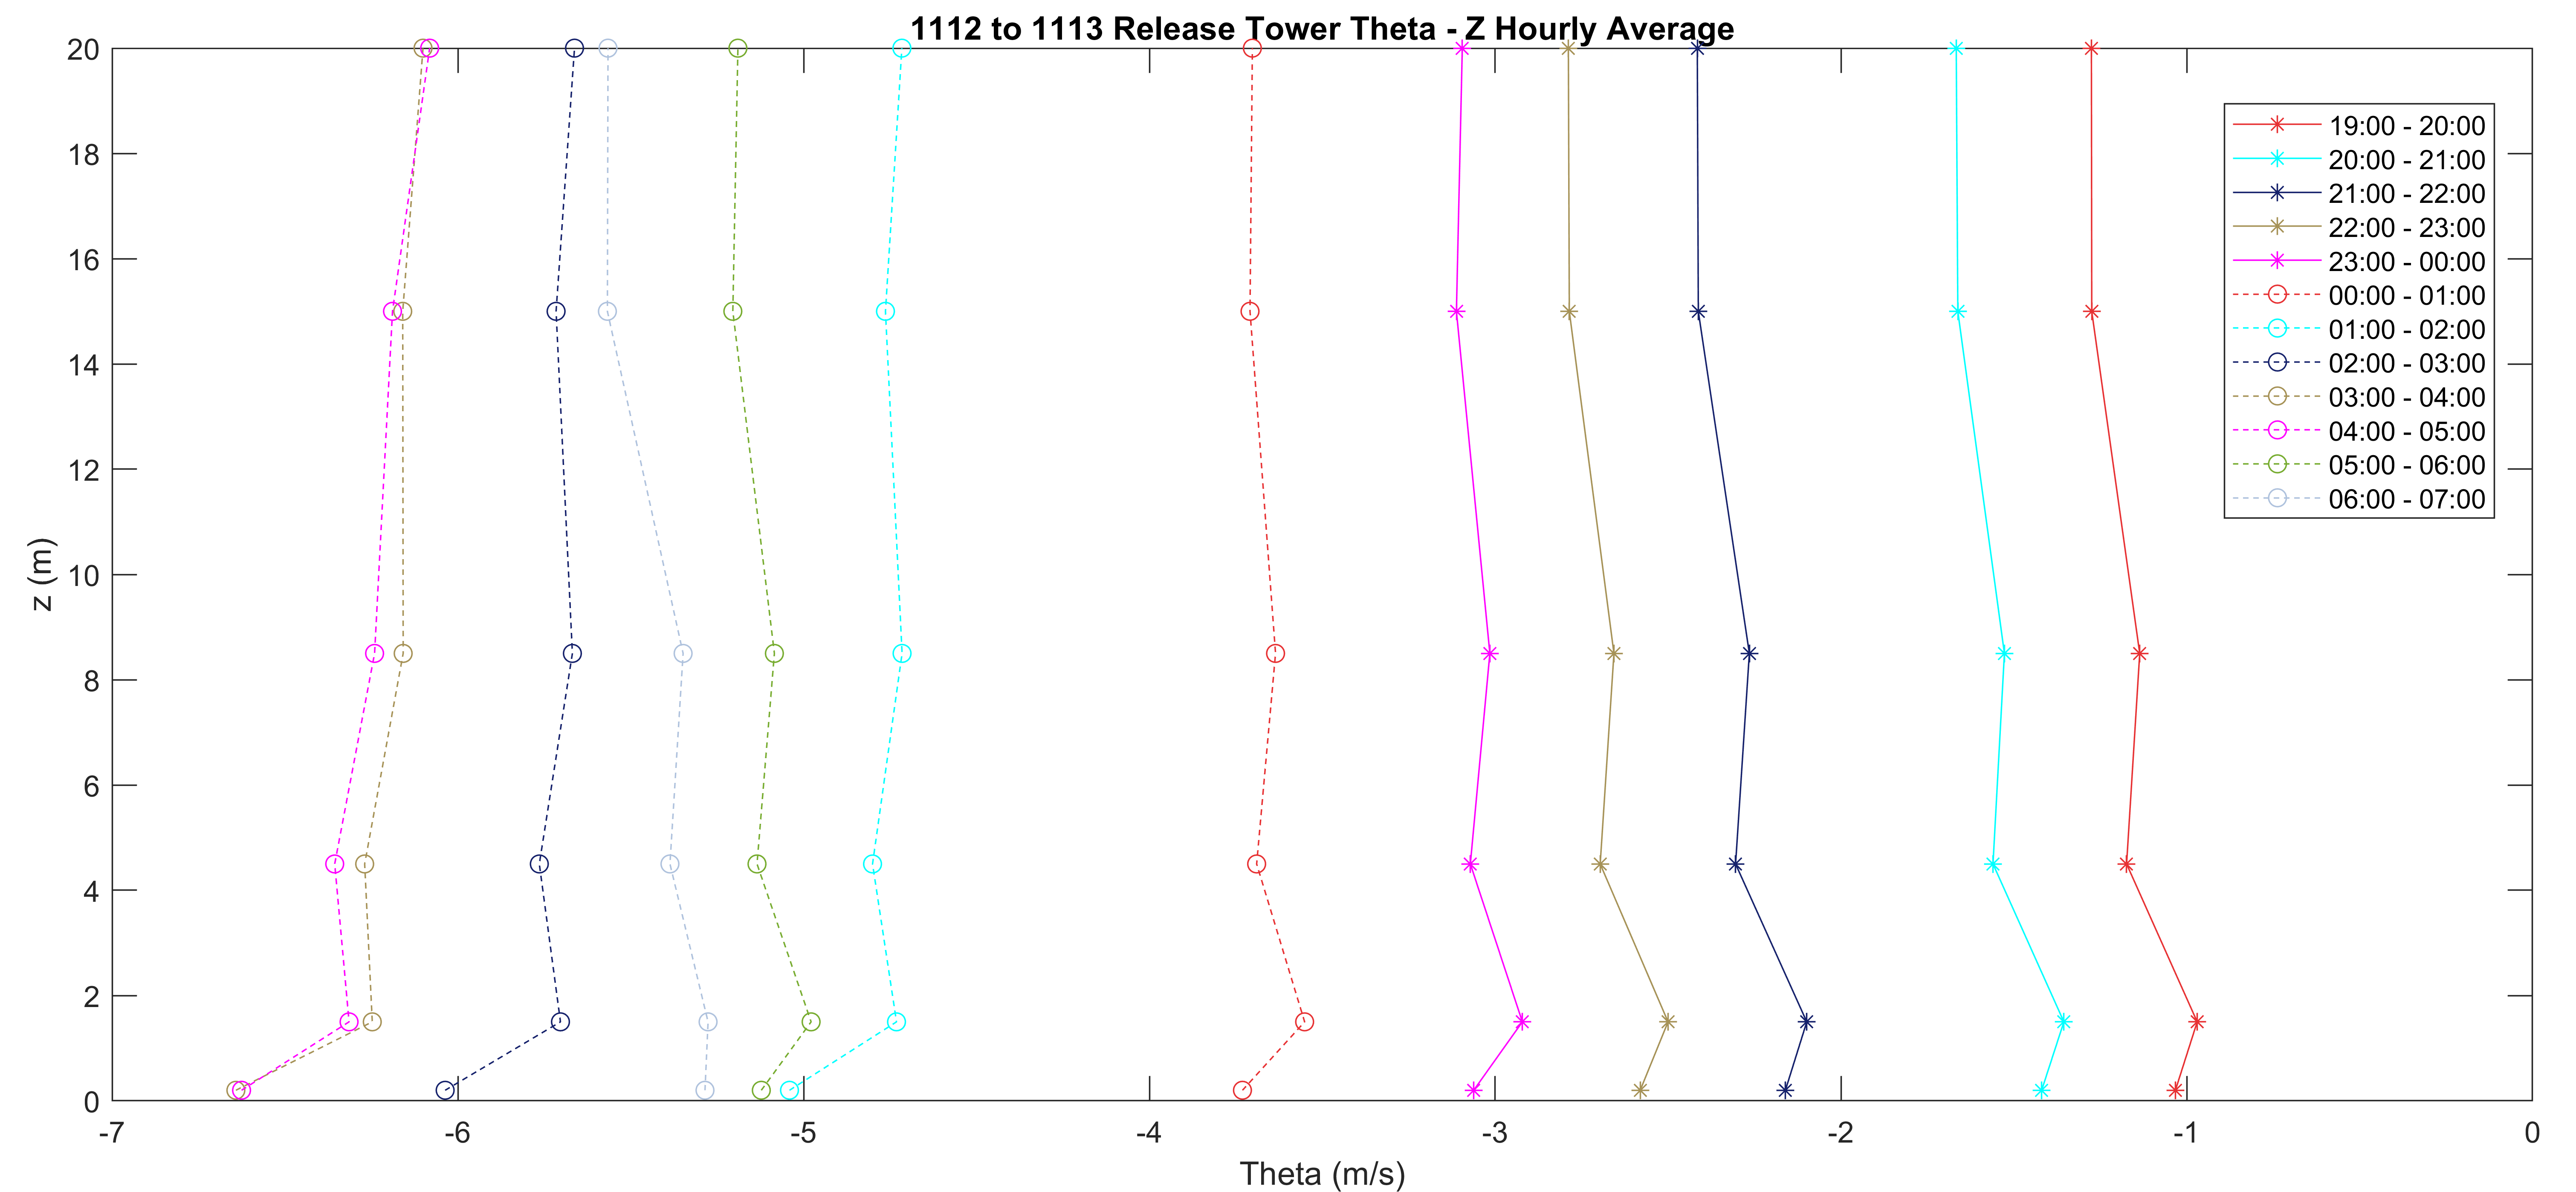 1112 to 1113 Release Tower Theta - Z Hourly Average
20
18
16
14
12
10
8
6
4
2
0
z (m)
19:00 - 20:00
20:00 - 21:00
21:00 - 22:00
22:00 - 23:00
23:00 - 00:00
00:00 - 01:00
01:00 - 02:00
02:00 - 03:00
03:00 - 04:00
04:00 - 05:00
05:00 - 06:00
06:00 - 07:00
-7 -6 -5 -4 -3 -2 -1 0
Theta (m/s)